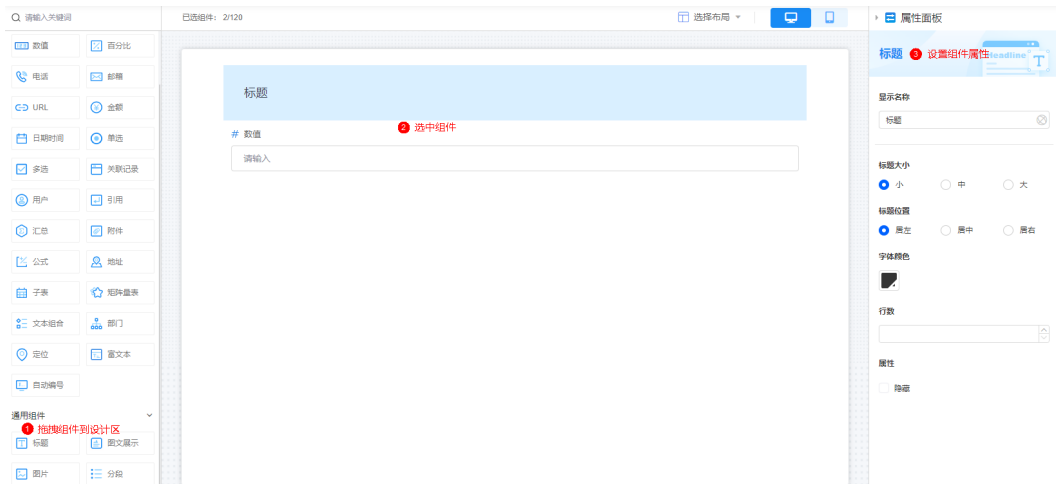 请输入关键词
已选组件: 2/120
选择布局
属性面板
数值
百分比
电话
邮箱
URL
金额
日期时间
单选
多选
关联记录
用户
引用
汇总
附件
公式
地址
子表
矩阵量表
文本组合
部门
定位
富文本
自动编号
通用组件
1 拖拽组件到设计区
标题
图文展示
图片
分段
标题
2 选中组件
# 数值
请输入
标题
3 设置组件属性
Headline
T
显示名称
标题
标题大小
小
中
大
标题位置
居左
居中
居右
字体颜色
行数
属性
隐藏